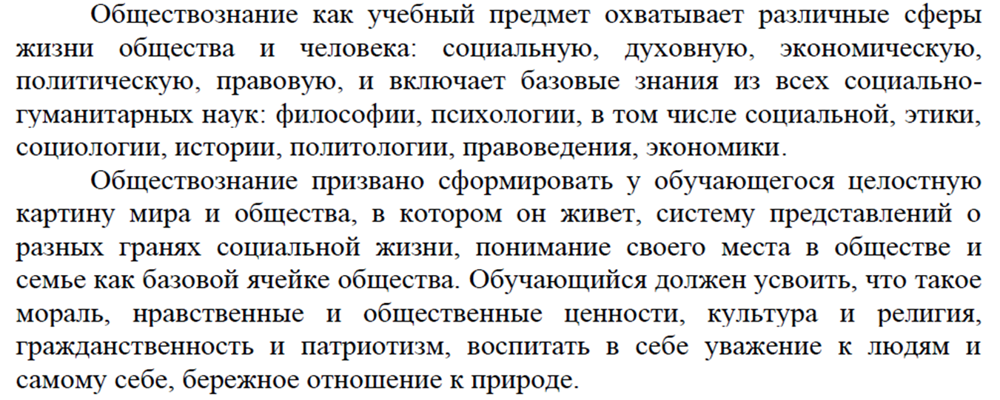 Обществознание как учебный предмет охватывает различные сферы
жизни общества и человека: социальную, духовную, экономическую,
политическую, правовую, и включает базовые знания из всех социально-
гуманитарных наук: философии, психологии, в том числе социальной, этики,
социологии, истории, политологии, правоведения, экономики.
Обществознание призвано сформировать у обучающегося целостную
картину мира и общества, в котором он живет, систему представлений о
разных гранях социальной жизни, понимание своего места в обществе и
семье как базовой ячейке общества. Обучающийся должен усвоить, что такое
мораль, нравственные и общественные ценности, культура и религия,
гражданственность и патриотизм, воспитать в себе уважение к людям и
самому себе, бережное отношение к природе.